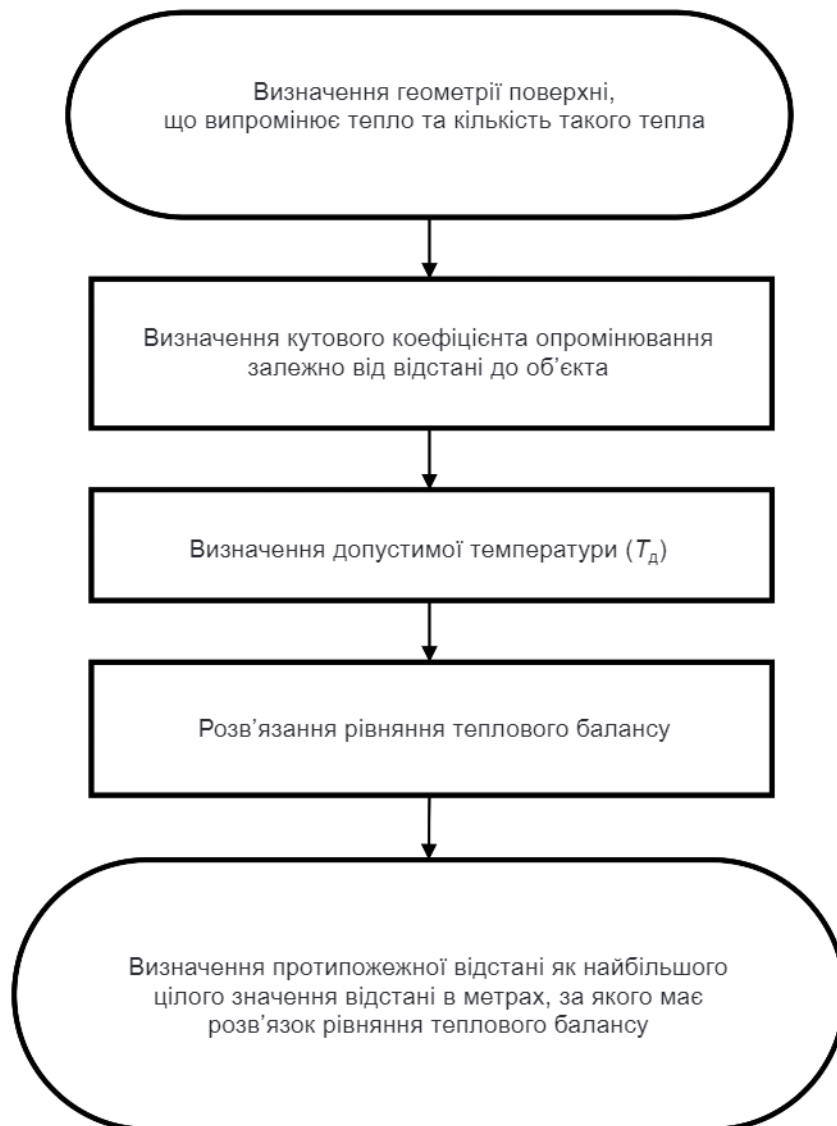 Визначення геометрії поверхні,
що випромінює тепло та кількість такого тепла
Визначення кутового коефіцієнта опромінювання
залежно від відстані до об’єкта
Визначення допустимої температури (Tд)
Розв’язання рівняння теплового балансу
Визначення протипожежної відстані як найбільшого
цілого значення відстані в метрах, за якого має
розв’язок рівняння теплового балансу